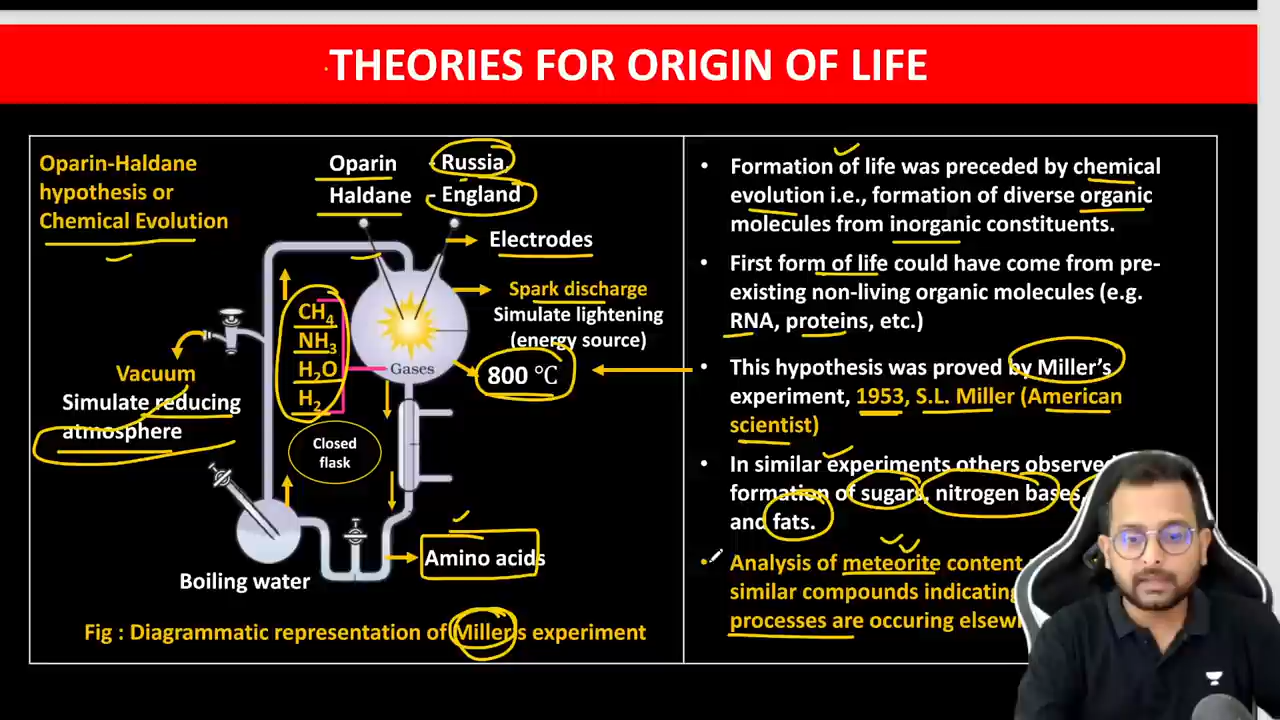 THEORIES FOR ORIGIN OF LIFE
Oparin-Haldane
hypothesis or
Chemical Evolution
Oparin - Russia,
Haldane - England
Electrodes
Spark discharge
Simulate lightening
(energy source)
800 °C
CH4
NH3
H2O
H2
Gases
Vacuum
Simulate reducing
atmosphere
Closed
flask
Amino acids
Boiling water
Fig : Diagrammatic representation of Miller's experiment
• Formation of life was preceded by chemical
evolution i.e., formation of diverse organic
molecules from inorganic constituents.
• First form of life could have come from pre-
existing non-living organic molecules (e.g.
RNA, proteins, etc.)
• This hypothesis was proved by Miller's
experiment, 1953, S.L. Miller (American
scientist)
• In similar experiments others observed
formation of sugars, nitrogen bases,
and fats.
• Analysis of meteorite content
similar compounds indicating
processes are occuring